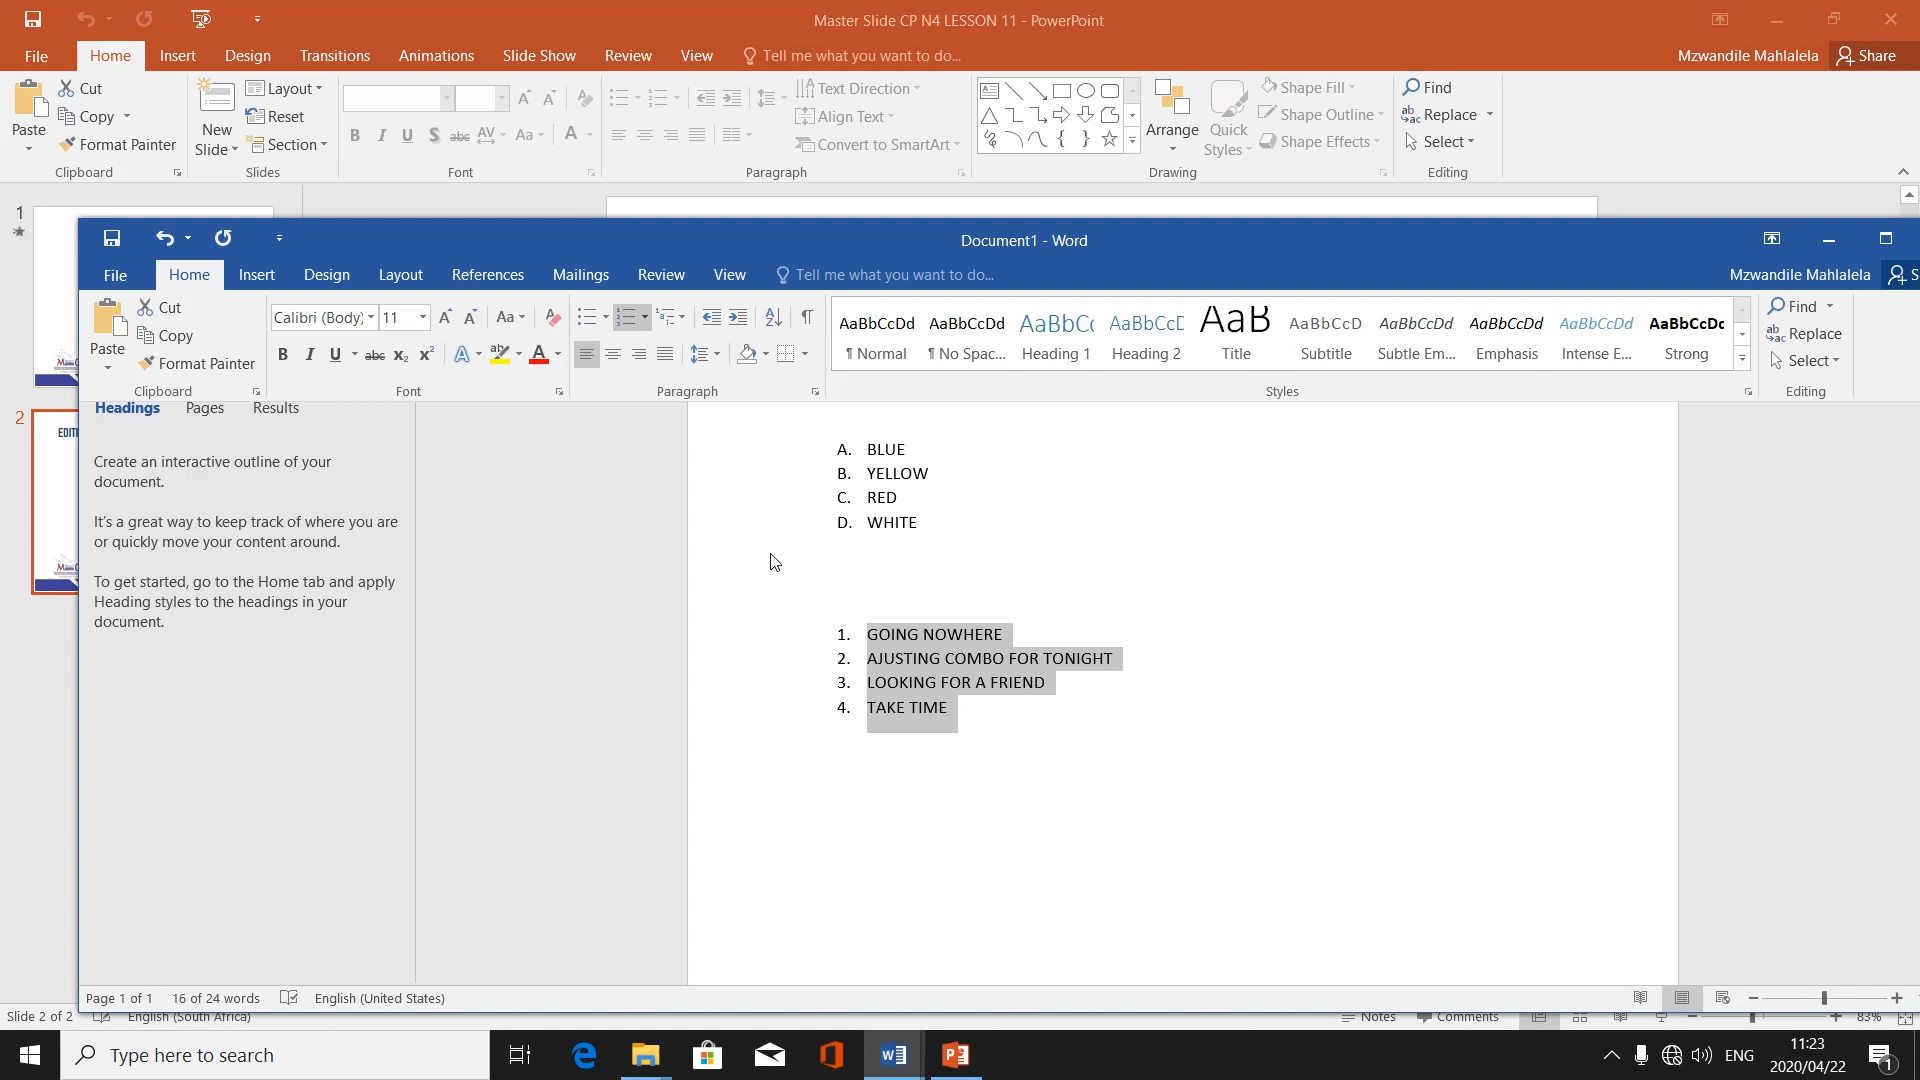 Master Slide CP N4 LESSON 11 - PowerPoint
File Home Insert Design Transitions Animations Slide Show Review View Tell me what you want to do... Mzwandile Mahlalela Share
Paste Cut Copy Format Painter
New Slide Layout Reset Section
Text Direction Align Text Convert to SmartArt
Arrange Quick Styles Shape Fill Shape Outline Shape Effects
Find Replace Select
Clipboard Slides Font Paragraph Drawing Editing
1
2
EDITI
Document1 - Word
File Home Insert Design Layout References Mailings Review View Tell me what you want to do... Mzwandile Mahlalela S
Paste Cut Copy Format Painter
Calibri (Body) 11
AaBbCcDd AaBbCcDd AaBbC AaBbCcE AaB AaBbCcD AaBbCcDd AaBbCcDd AaBbCcDd AaBbCcDc
¶ Normal ¶ No Spac... Heading 1 Heading 2 Title Subtitle Subtle Em... Emphasis Intense E... Strong
Find Replace Select
Clipboard Font Paragraph Styles Editing
Headings Pages Results
Create an interactive outline of your
document.
It's a great way to keep track of where you are
or quickly move your content around.
To get started, go to the Home tab and apply
Heading styles to the headings in your
document.
A. BLUE
B. YELLOW
C. RED
D. WHITE
1. GOING NOWHERE
2. AJUSTING COMBO FOR TONIGHT
3. LOOKING FOR A FRIEND
4. TAKE TIME
Page 1 of 1 16 of 24 words English (United States)
Slide 2 of 2 English (South Africa) Notes Comments 83%
Type here to search
ENG
11:23
2020/04/22
1